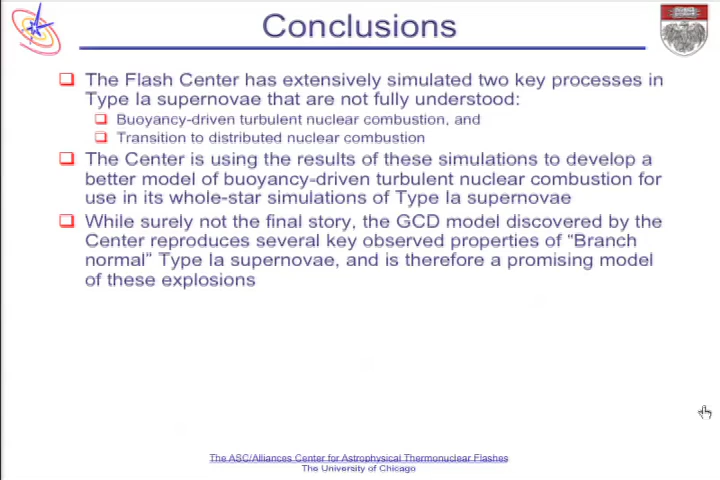 Conclusions
The Flash Center has extensively simulated two key processes in
Type Ia supernovae that are not fully understood:
Buoyancy-driven turbulent nuclear combustion, and
Transition to distributed nuclear combustion
The Center is using the results of these simulations to develop a
better model of buoyancy-driven turbulent nuclear combustion for
use in its whole-star simulations of Type Ia supernovae
While surely not the final story, the GCD model discovered by the
Center reproduces several key observed properties of “Branch
normal” Type Ia supernovae, and is therefore a promising model
of these explosions
The ASC/Alliances Center for Astrophysical Thermonuclear Flashes
The University of Chicago